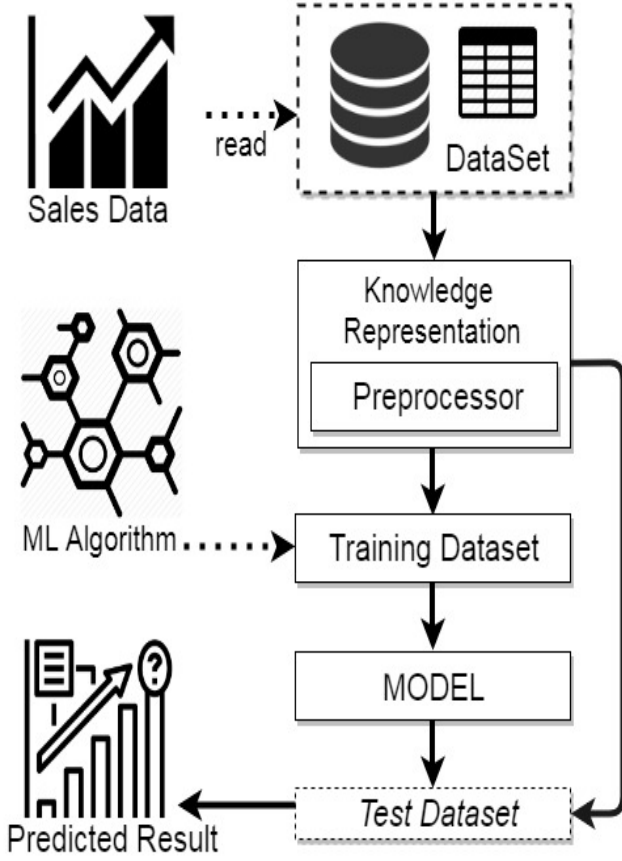 read
DataSet
Sales Data
Knowledge
Representation
Preprocessor
ML Algorithm
Training Dataset
MODEL
?
Test Dataset
Predicted Result